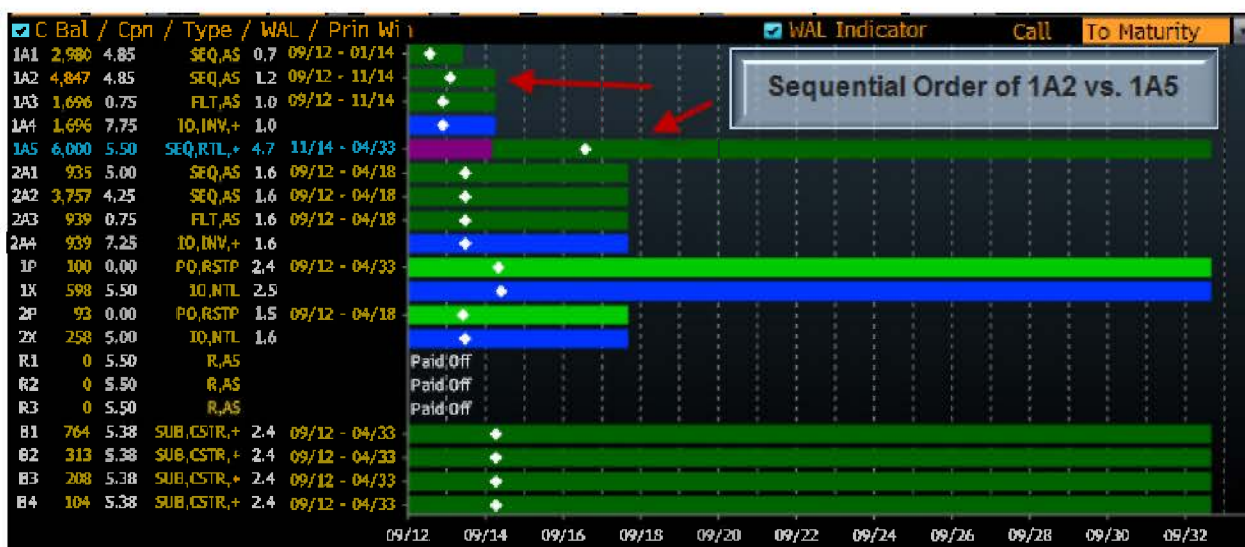 C Bal / Cpn / Type / WAL / Prin Wi WAL Indicator Call To Maturity
Sequential Order of 1A2 vs. 1A5
1A1 2,980 4.85 SEQ,AS 0.7 09/12 - 01/14
1A2 4,847 4.85 SEQ,AS 1.2 09/12 - 11/14
1A3 1,696 0.75 FLT,AS 1.0 09/12 - 11/14
1A4 1,696 7.75 IO,INV,+ 1.0
1A5 6,000 5.50 SEQ,RTL,+ 4.7 11/14 - 04/33
2A1 935 5.00 SEQ,AS 1.6 09/12 - 04/18
2A2 3,757 4.25 SEQ,AS 1.6 09/12 - 04/18
2A3 939 0.75 FLT,AS 1.6 09/12 - 04/18
2A4 939 7.25 IO,INV,+ 1.6
1P 100 0.00 PO,RSTP 2.4 09/12 - 04/33
1X 598 5.50 IO,NTL 2.5
2P 93 0.00 PO,RSTP 1.5 09/12 - 04/18
2X 258 5.00 IO,NTL 1.6
R1 0 5.50 R,AS Paid Off
R2 0 5.50 R,AS Paid Off
R3 0 5.50 R,AS Paid Off
B1 764 5.38 SUB,CSTR,+ 2.4 09/12 - 04/33
B2 313 5.38 SUB,CSTR,+ 2.4 09/12 - 04/33
B3 208 5.38 SUB,CSTR,+ 2.4 09/12 - 04/33
B4 104 5.38 SUB,CSTR,+ 2.4 09/12 - 04/33
09/12 09/14 09/16 09/18 09/20 09/22 09/24 09/26 09/28 09/30 09/32